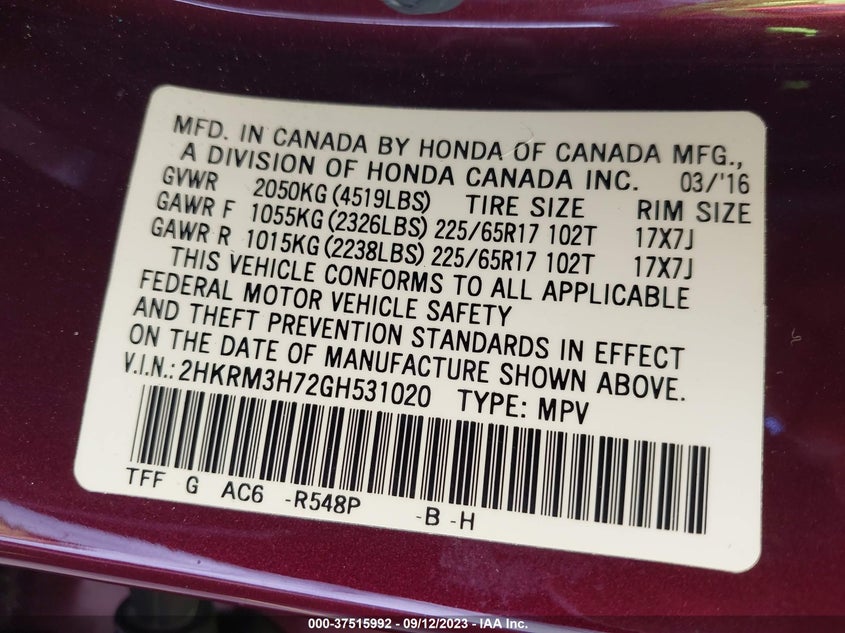 MFD. IN CANADA BY HONDA OF CANADA MFG.,
A DIVISION OF HONDA CANADA INC. 03/'16
GVWR 2050KG (4519LBS) TIRE SIZE RIM SIZE
GAWR F 1055KG (2326LBS) 225/65R17 102T 17X7J
GAWR R 1015KG (2238LBS) 225/65R17 102T 17X7J
THIS VEHICLE CONFORMS TO ALL APPLICABLE
FEDERAL MOTOR VEHICLE SAFETY
AND THEFT PREVENTION STANDARDS IN EFFECT
ON THE DATE OF MANUFACTURE SHOWN ABOVE.
V.I.N.: 2HKRM3H72GH531020 TYPE: MPV
TFF G AC6 -R548P -B -H
000-37515992 - 09/12/2023 - IAA Inc.